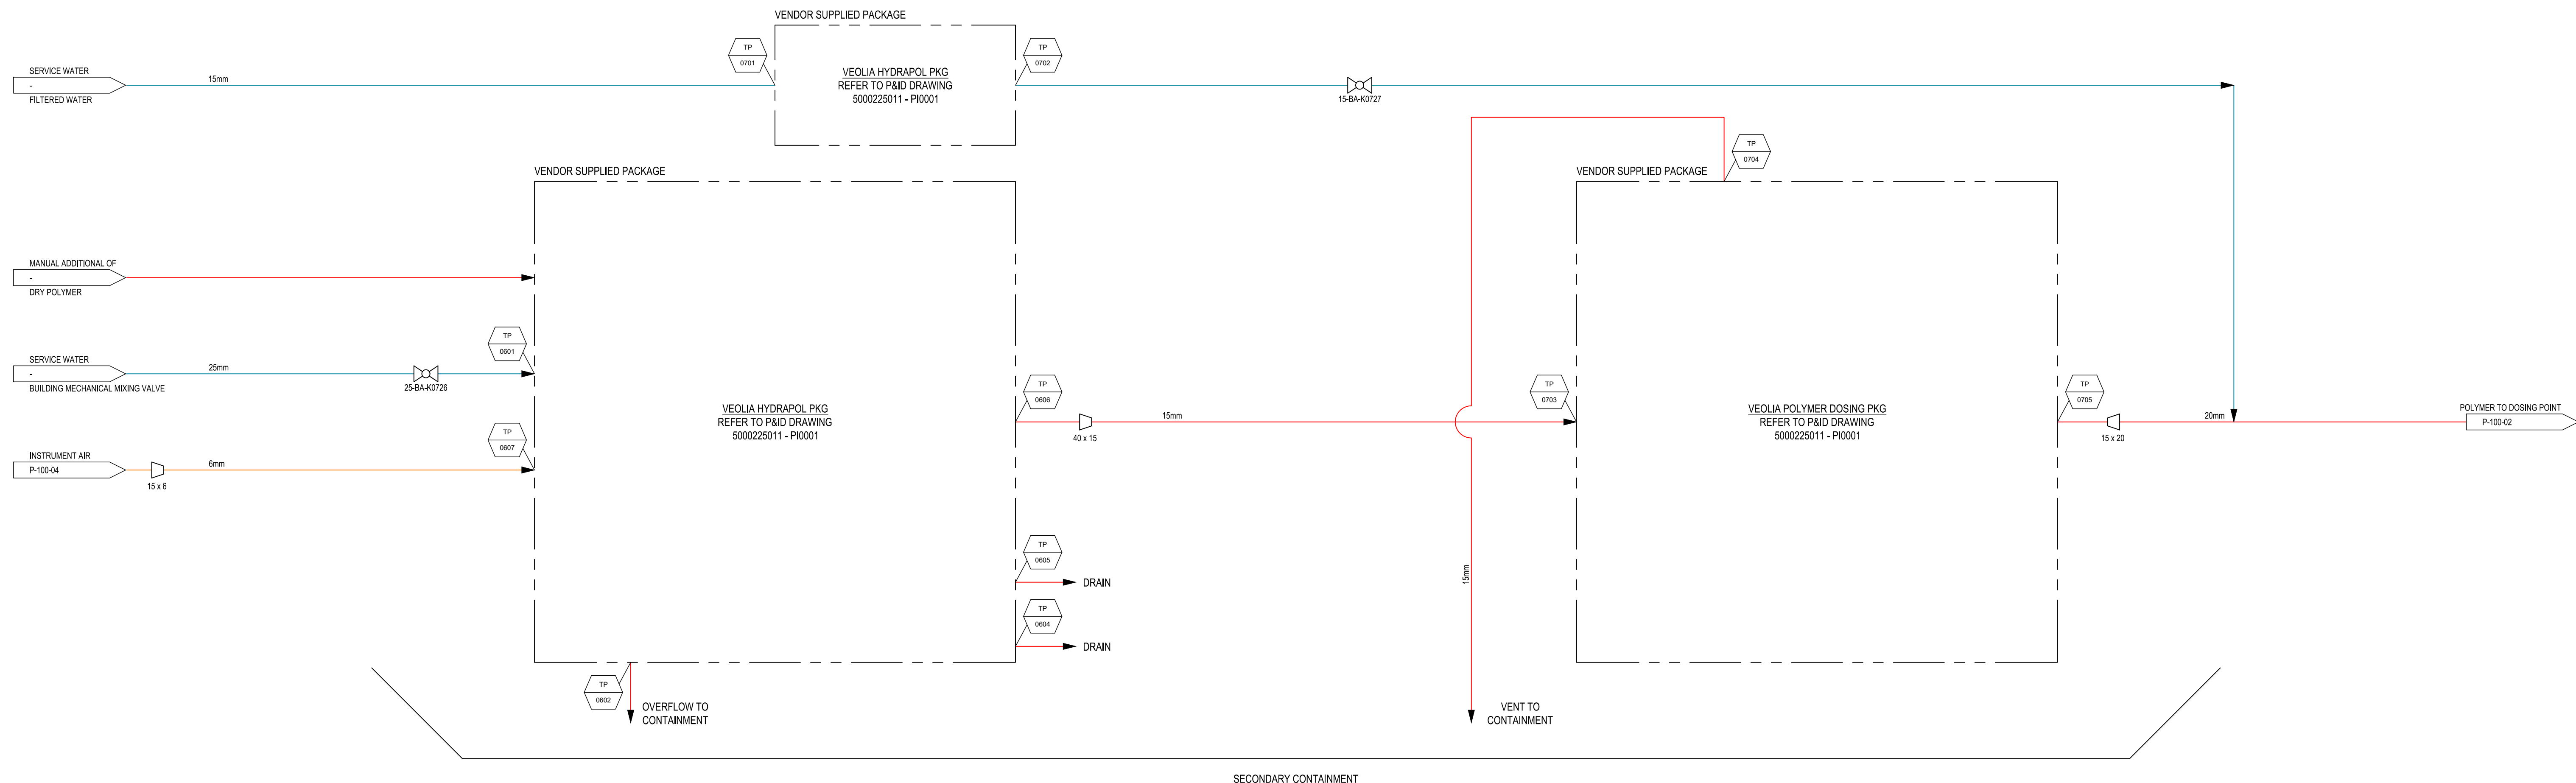 VENDOR SUPPLIED PACKAGE
TP
0701
TP
0702
SERVICE WATER
-
FILTERED WATER
15mm
VEOLIA HYDRAPOL PKG
REFER TO P&ID DRAWING
5000225011 - PI0001
15-BA-K0727
VENDOR SUPPLIED PACKAGE
VENDOR SUPPLIED PACKAGE
TP
0704
MANUAL ADDITIONAL OF
-
DRY POLYMER
TP
0601
SERVICE WATER
-
BUILDING MECHANICAL MIXING VALVE
25mm
25-BA-K0726
TP
0607
INSTRUMENT AIR
P-100-04
15 x 6
6mm
VEOLIA HYDRAPOL PKG
REFER TO P&ID DRAWING
5000225011 - PI0001
TP
0606
40 x 15
15mm
TP
0703
VEOLIA POLYMER DOSING PKG
REFER TO P&ID DRAWING
5000225011 - PI0001
TP
0705
15 x 20
20mm
POLYMER TO DOSING POINT
P-100-02
TP
0605
DRAIN
TP
0604
DRAIN
15mm
TP
0602
OVERFLOW TO
CONTAINMENT
VENT TO
CONTAINMENT
SECONDARY CONTAINMENT